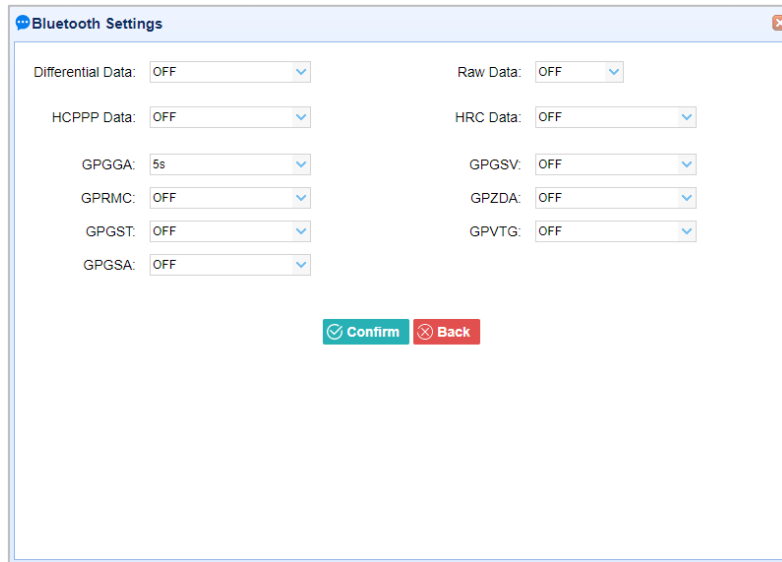 Bluetooth Settings
Differential Data: OFF Raw Data: OFF
HCPPP Data: OFF HRC Data: OFF
GPGGA: 5s GPGSV: OFF
GPRMC: OFF GPZDA: OFF
GPGST: OFF GPVTG: OFF
GPGSA: OFF
Confirm Back